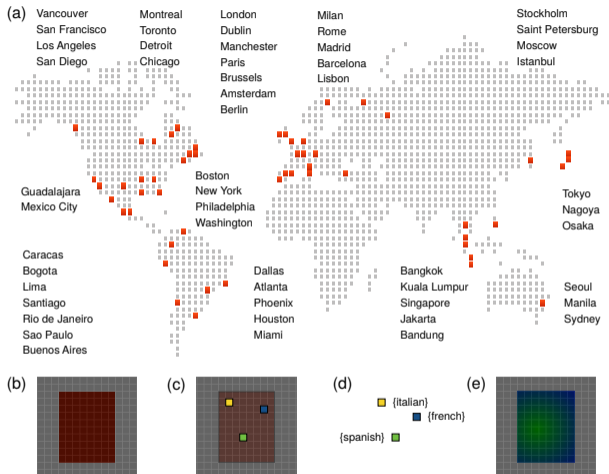 (a)
Vancouver
San Francisco
Los Angeles
San Diego
Montreal
Toronto
Detroit
Chicago
London
Dublin
Manchester
Paris
Brussels
Amsterdam
Berlin
Milan
Rome
Madrid
Barcelona
Lisbon
Stockholm
Saint Petersburg
Moscow
Istanbul
Guadalajara
Mexico City
Boston
New York
Philadelphia
Washington
Tokyo
Nagoya
Osaka
Caracas
Bogota
Lima
Santiago
Rio de Janeiro
Sao Paulo
Buenos Aires
Dallas
Atlanta
Phoenix
Houston
Miami
Bangkok
Kuala Lumpur
Singapore
Jakarta
Bandung
Seoul
Manila
Sydney
(b)
(c)
(d)
{italian}
{french}
{spanish}
(e)